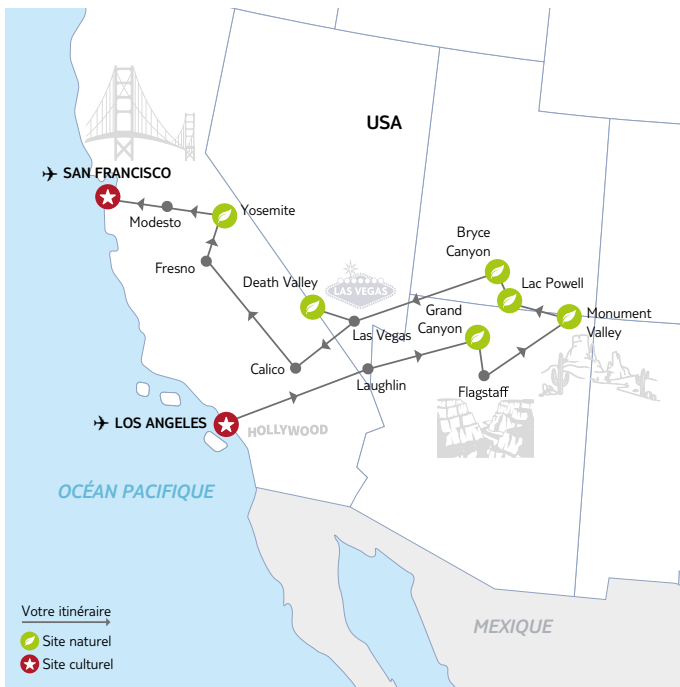 USA
SAN FRANCISCO
Modesto
Yosemite
Fresno
Bryce
Canyon
Lac Powell
Death Valley
LAS VEGAS
Grand
Canyon
Monument
Valley
Las Vegas
Calico
Laughlin
Flagstaff
LOS ANGELES
HOLLYWOOD
OCÉAN PACIFIQUE
MEXIQUE
Votre itinéraire
Site naturel
Site culturel